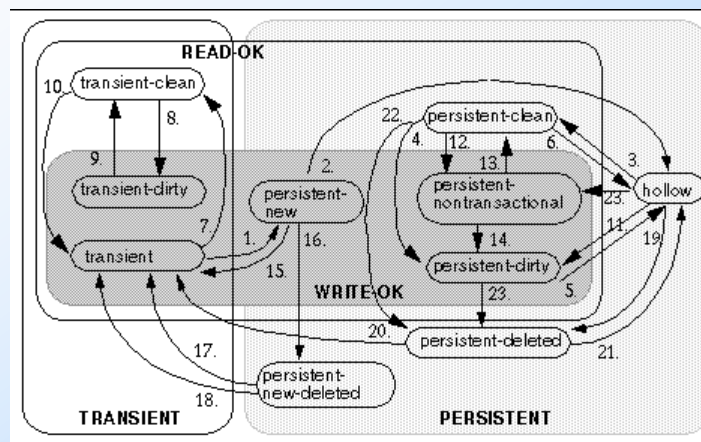 READ-OK
10.
transient-clean
8.
22.
persistent-clean
4.
12.
6.
9.
2.
13.
3.
transient-dirty
persistent-
new
persistent-
nontransactional
23.
hollow
7.
1.
16.
11.
19.
transient
15.
14.
persistent-dirty
WRITE-OK
23.
5.
20.
persistent-deleted
17.
21.
persistent-
new-deleted
18.
TRANSIENT
PERSISTENT